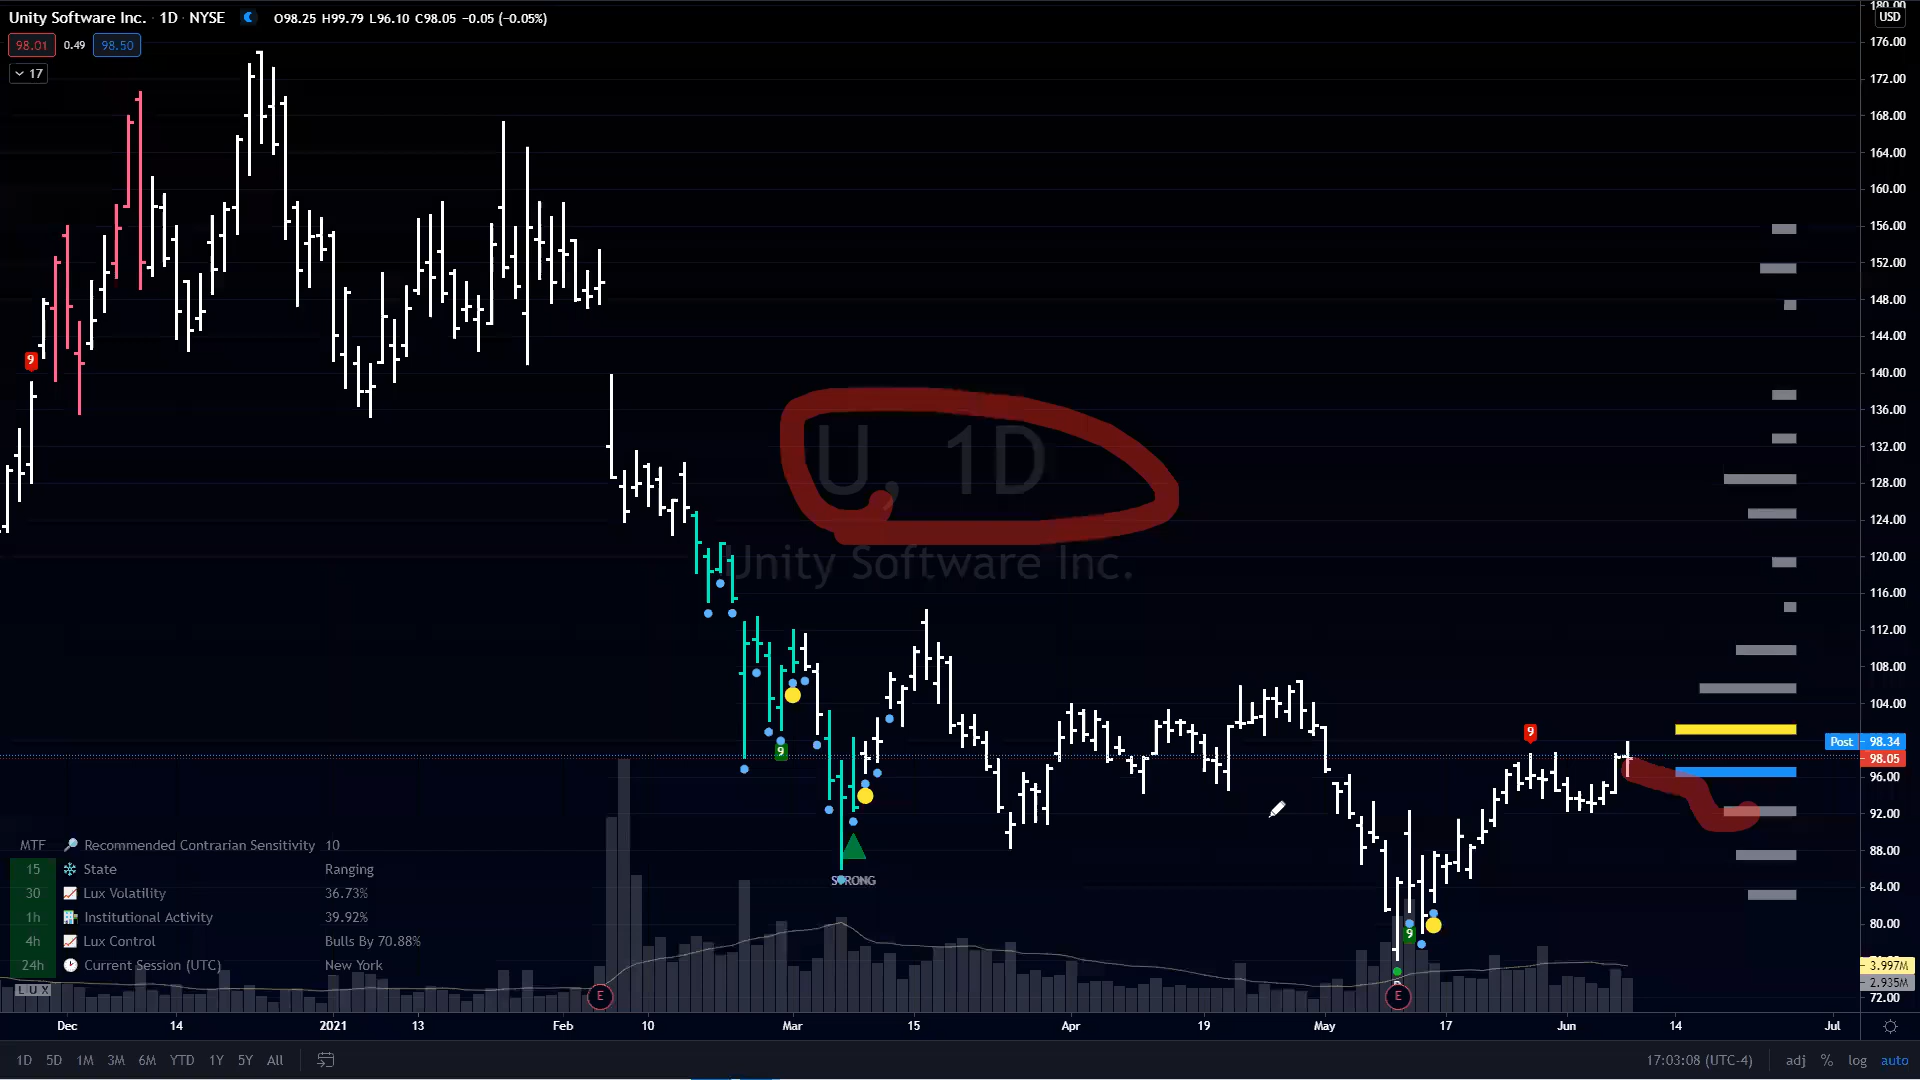 Unity Software Inc. · 1D · NYSE O98.25 H99.79 L96.10 C98.05 −0.05 (−0.05%)
98.01 0.49 98.50
17
USD
180.00
176.00
172.00
168.00
164.00
160.00
156.00
152.00
148.00
144.00
140.00
136.00
132.00
128.00
124.00
120.00
116.00
112.00
108.00
104.00
Post 98.34
98.05
96.00
92.00
88.00
84.00
80.00
3.997M
2.935M
72.00
9
U, 1D
Unity Software Inc.
9
9
STRONG
9
E
E
MTF Recommended Contrarian Sensitivity 10
15 State Ranging
30 Lux Volatility 36.73%
1h Institutional Activity 39.92%
4h Lux Control Bulls By 70.88%
24h Current Session (UTC) New York
LUX
Dec 14 2021 13 Feb 10 Mar 15 Apr 19 May 17 Jun 14 Jul
1D 5D 1M 3M 6M YTD 1Y 5Y All 17:03:08 (UTC-4) adj % log auto